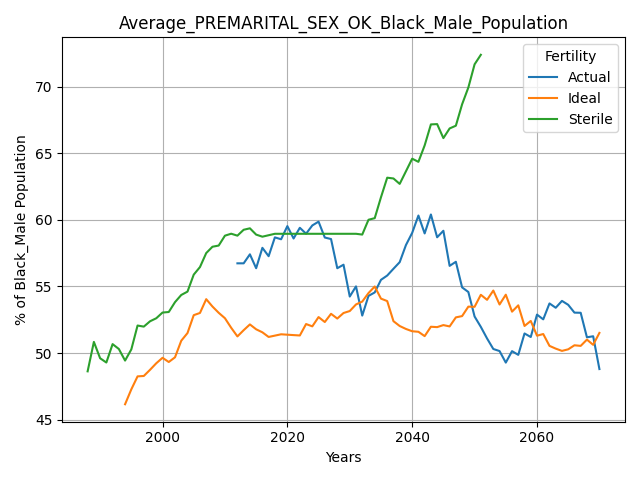 Average_PREMARITAL_SEX_OK_Black_Male_Population
Fertility
Actual
Ideal
Sterile
% of Black_Male Population
70
65
60
55
50
45
2000
2020
2040
2060
Years